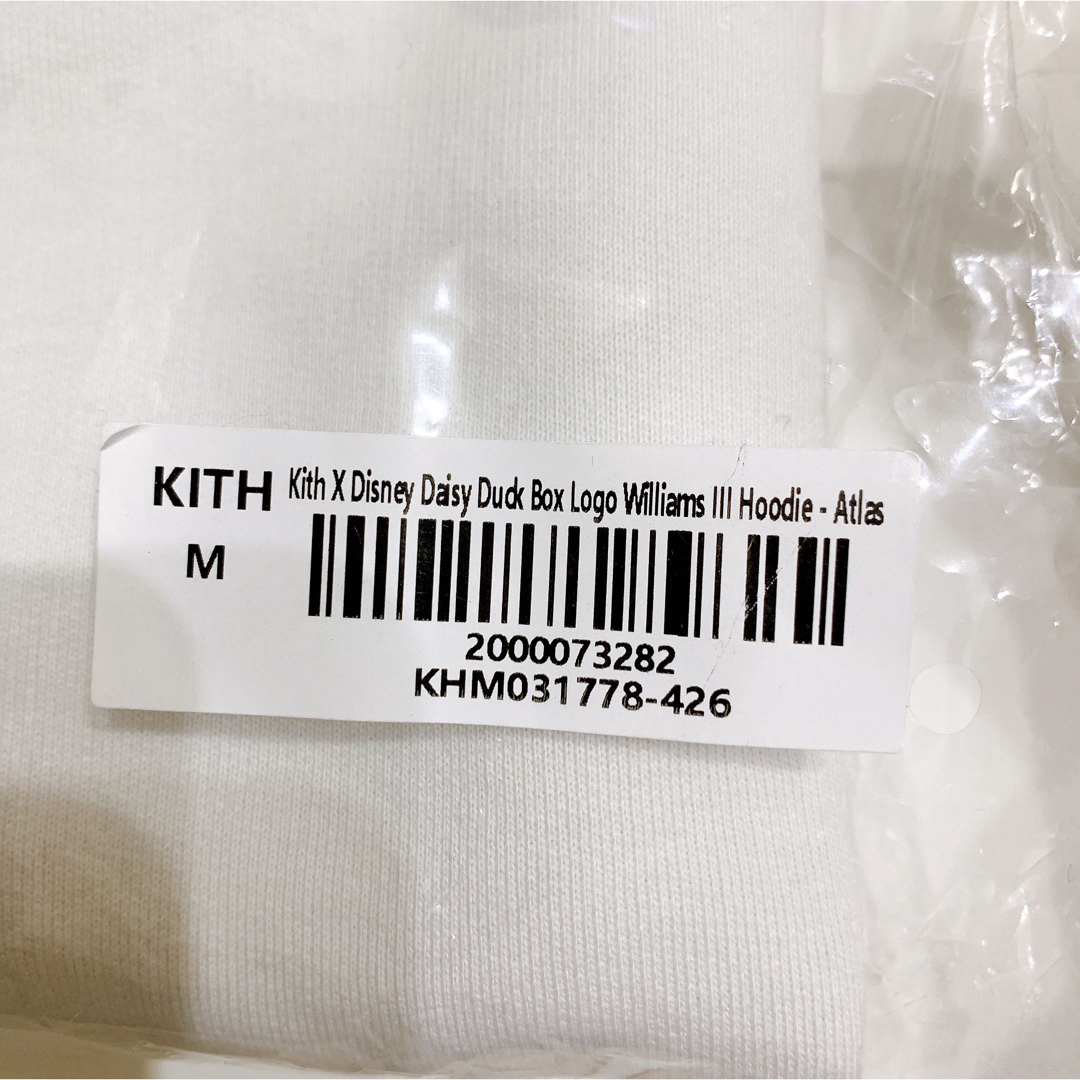 KITH Kith X Disney Daisy Duck Box Logo Williams III Hoodie - Atlas
M
2000073282
KHM031778-426